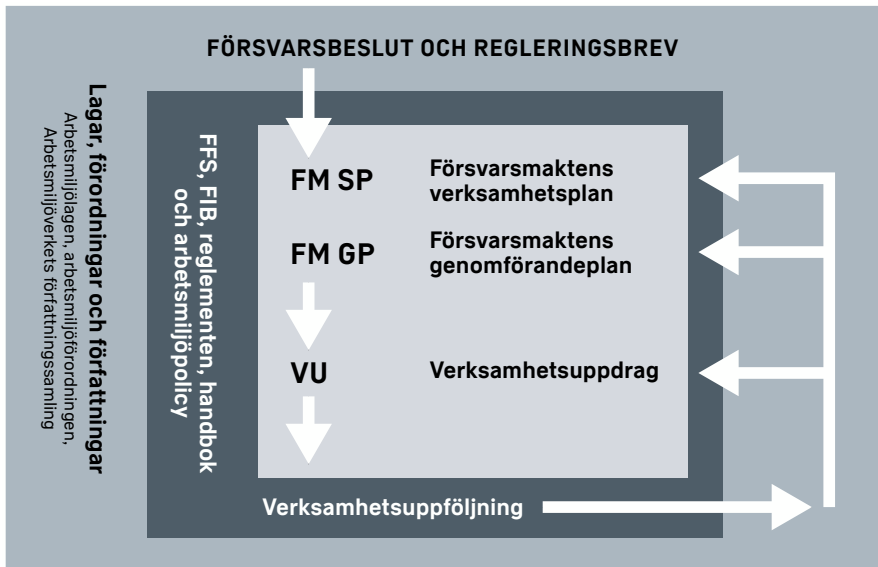 FÖRSVARSBESLUT OCH REGLERINGSBREV
Lagar, förordningar och författningar
Arbetsmiljölagen, arbetsmiljöförordningen,
Arbetsmiljöverkets författningssamling
FFS, FIB, reglementen, handbok
och arbetsmiljöpolicy
FM SP
Försvarsmaktens
verksamhetsplan
FM GP
Försvarsmaktens
genomförandeplan
VU
Verksamhetsuppdrag
Verksamhetsuppföljning